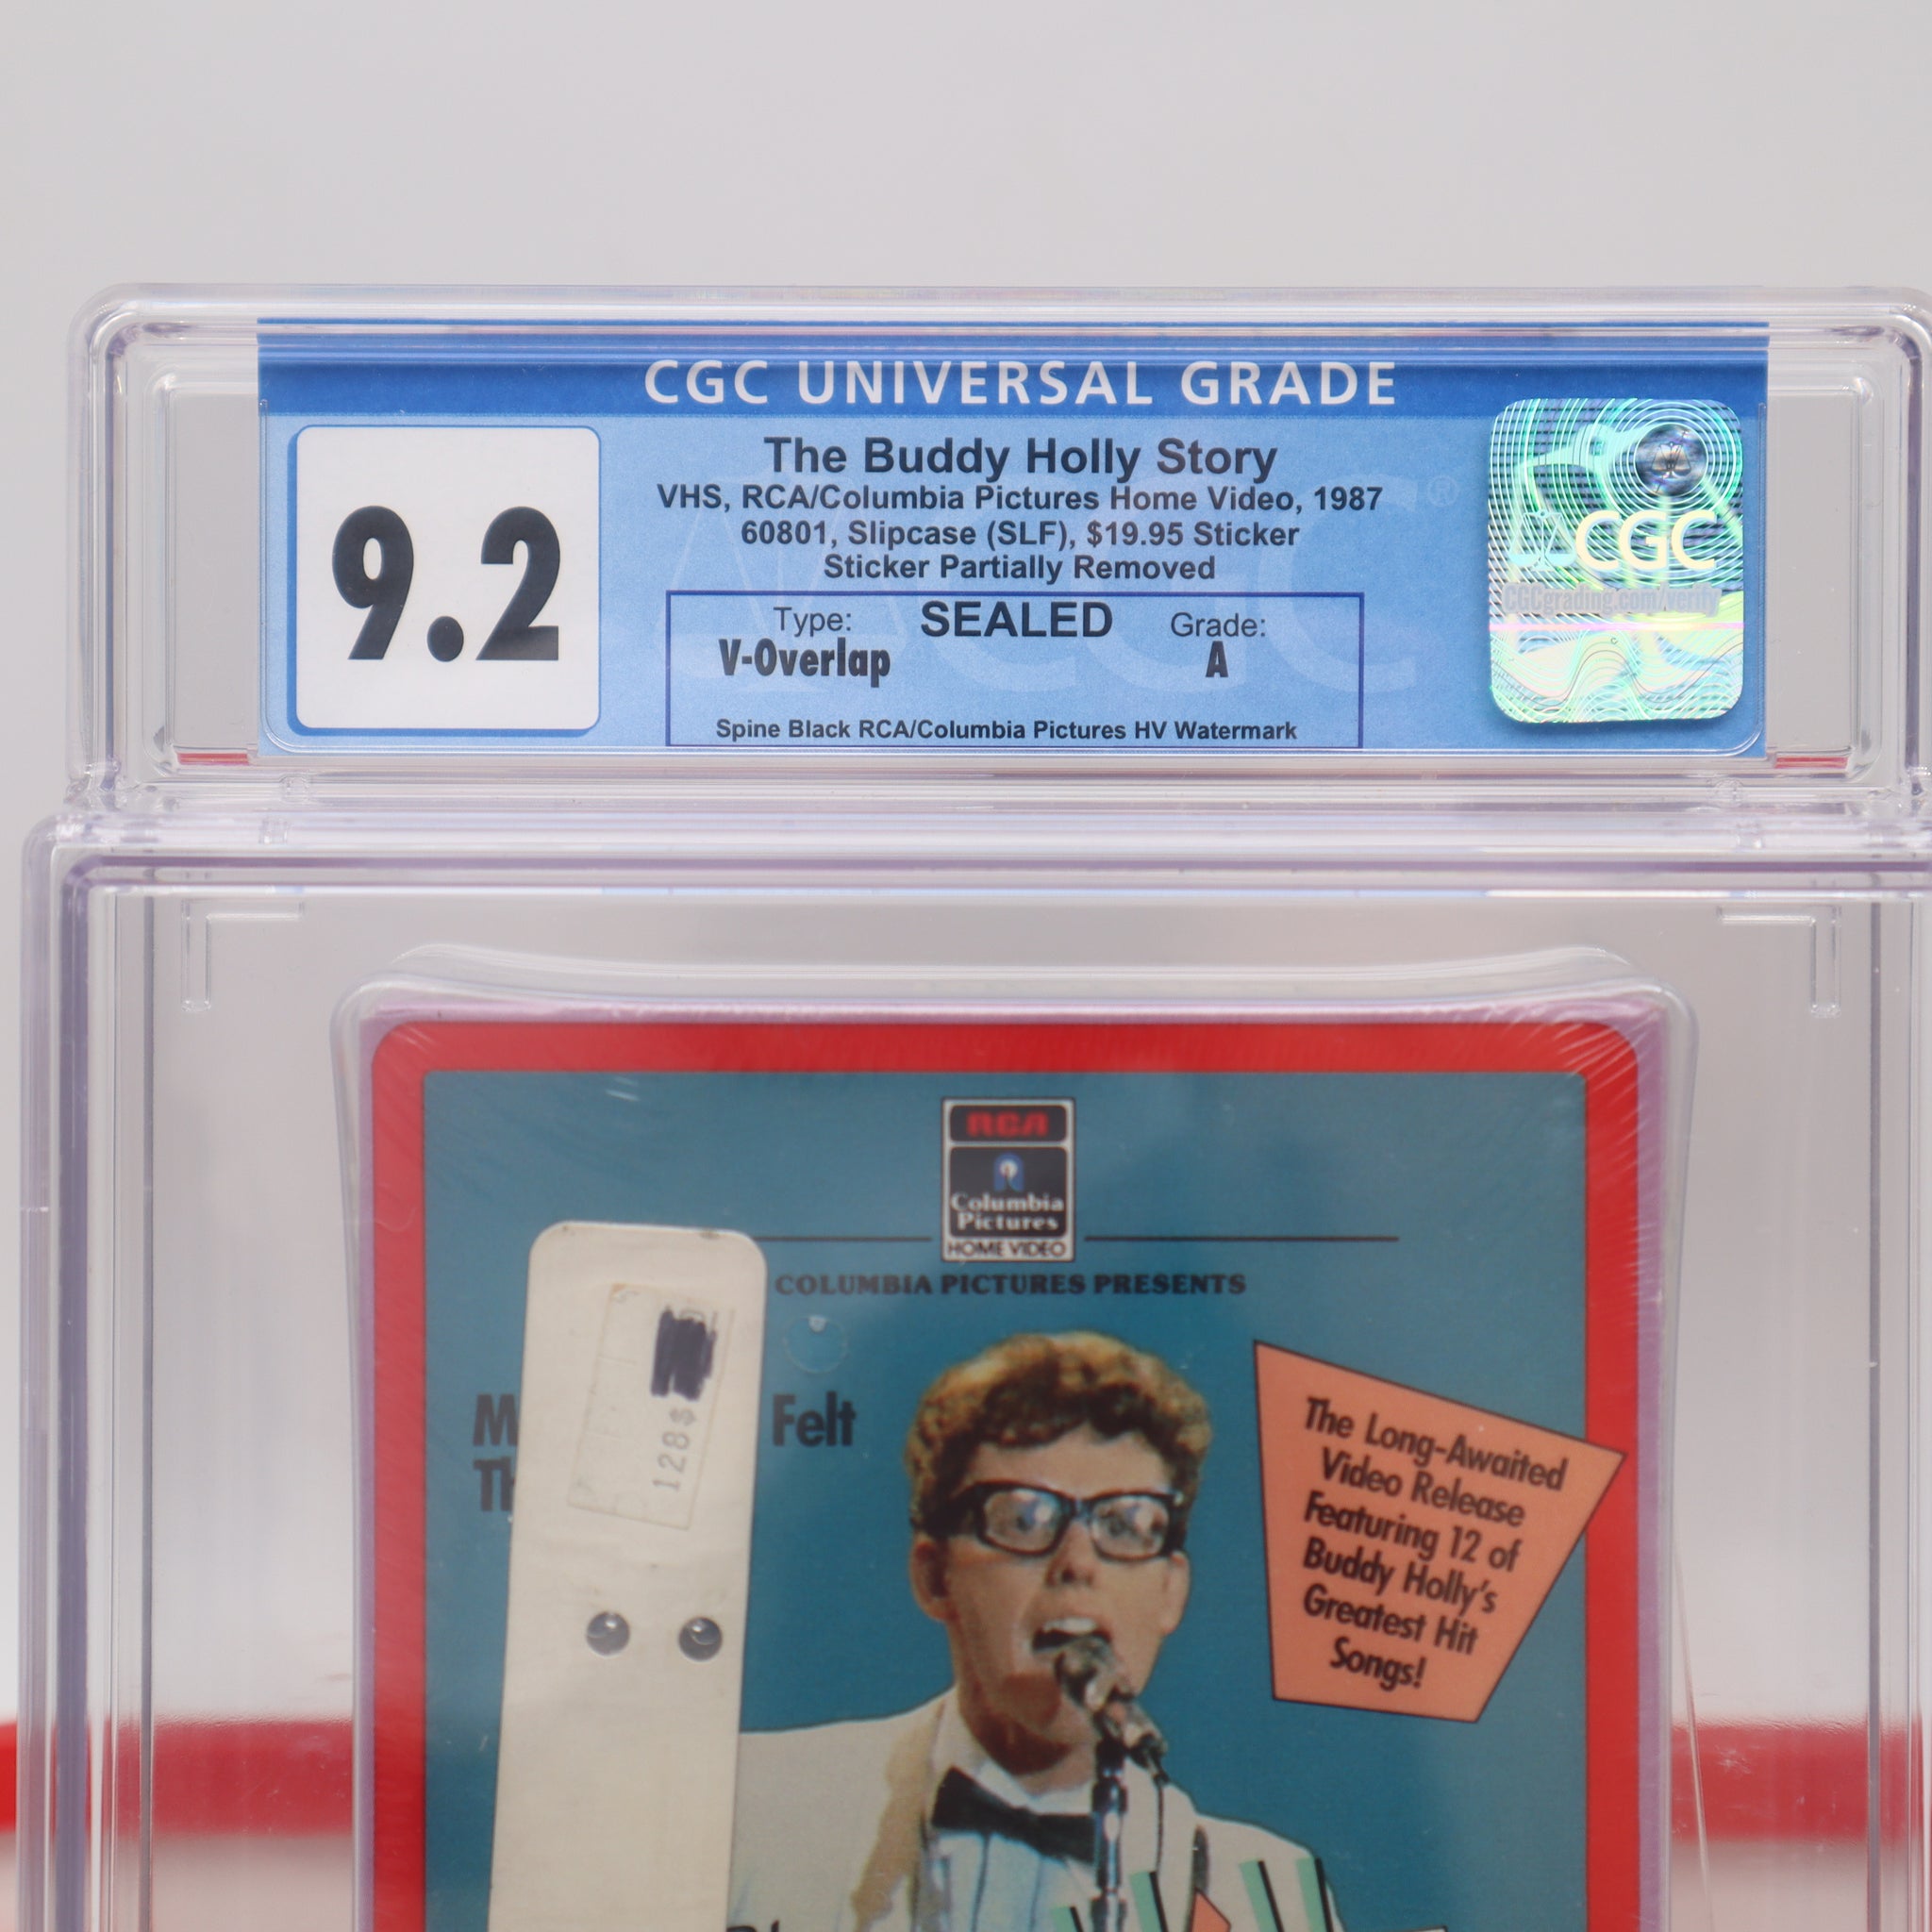 CGC UNIVERSAL GRADE
9.2
The Buddy Holly Story
VHS, RCA/Columbia Pictures Home Video, 1987
60801, Slipcase (SLF), $19.95 Sticker
Sticker Partially Removed
Type: SEALED Grade:
V-Overlap A
Spine Black RCA/Columbia Pictures HV Watermark
CGC
CGCgrading.com/verify
RCA
Columbia
Pictures
HOME VIDEO
COLUMBIA PICTURES PRESENTS
Felt
128$
The Long-Awaited
Video Release
Featuring 12 of
Buddy Holly's
Greatest Hit
Songs!